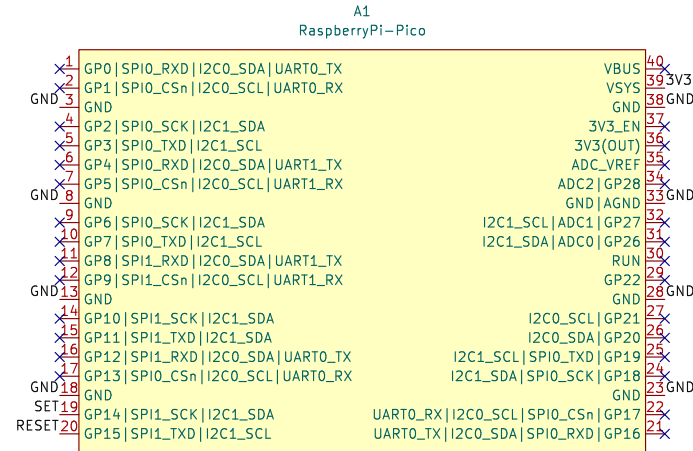 A1
RaspberryPi-Pico
1 GP0|SPI0_RXD|I2C0_SDA|UART0_TX VBUS 40
2 GP1|SPI0_CSn|I2C0_SCL|UART0_RX VSYS 39 3V3
GND 3 GND GND 38 GND
4 GP2|SPI0_SCK|I2C1_SDA 3V3_EN 37
5 GP3|SPI0_TXD|I2C1_SCL 3V3(OUT) 36
6 GP4|SPI0_RXD|I2C0_SDA|UART1_TX ADC_VREF 35
7 GP5|SPI0_CSn|I2C0_SCL|UART1_RX ADC2|GP28 34
GND 8 GND GND|AGND 33 GND
9 GP6|SPI0_SCK|I2C1_SDA I2C1_SCL|ADC1|GP27 32
10 GP7|SPI0_TXD|I2C1_SCL I2C1_SDA|ADC0|GP26 31
11 GP8|SPI1_RXD|I2C0_SDA|UART1_TX RUN 30
12 GP9|SPI1_CSn|I2C0_SCL|UART1_RX GP22 29
GND 13 GND GND 28 GND
14 GP10|SPI1_SCK|I2C1_SDA I2C0_SCL|GP21 27
15 GP11|SPI1_TXD|I2C1_SDA I2C0_SDA|GP20 26
16 GP12|SPI1_RXD|I2C0_SDA|UART0_TX I2C1_SCL|SPI0_TXD|GP19 25
17 GP13|SPI0_CSn|I2C0_SCL|UART0_RX I2C1_SDA|SPI0_SCK|GP18 24
GND 18 GND GND 23 GND
SET 19 GP14|SPI1_SCK|I2C1_SDA UART0_RX|I2C0_SCL|SPI0_CSn|GP17 22
RESET 20 GP15|SPI1_TXD|I2C1_SCL UART0_TX|I2C0_SDA|SPI0_RXD|GP16 21